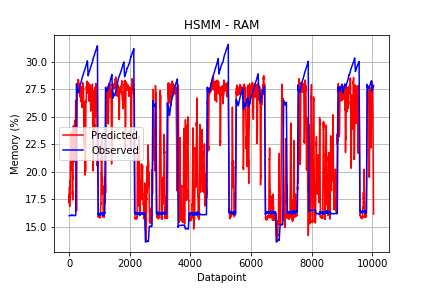 HSMM - RAM
30.0
27.5
25.0
22.5
20.0
17.5
15.0
Memory (%)
Predicted
Observed
0 2000 4000 6000 8000 10000
Datapoint